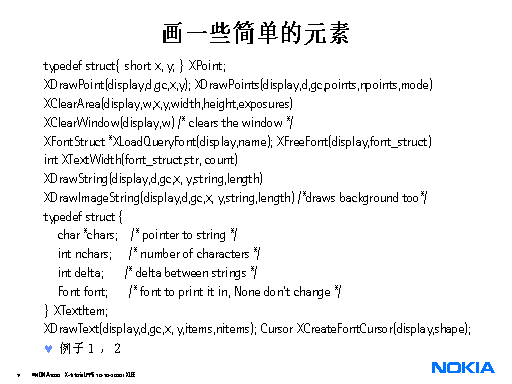 画一些简单的元素
typedef struct{ short x, y; } XPoint;
XDrawPoint(display,d,gc,x,y); XDrawPoints(display,d,gc,points,npoints,mode)
XClearArea(display,w,x,y,width,height,exposures)
XClearWindow(display,w) /* clears the window */
XFontStruct *XLoadQueryFont(display,name); XFreeFont(display,font_struct)
int XTextWidth(font_struct,str, count)
XDrawString(display,d,gc,x, y,string,length)
XDrawImageString(display,d,gc,x, y,string,length) /*draws background too*/
typedef struct {
char *chars; /* pointer to string */
int nchars; /* number of characters */
int delta; /* delta between strings */
Font font; /* font to print it in, None don't change */
} XTextItem;
XDrawText(display,d,gc,x, y,items,nitems); Cursor XCreateFontCursor(display,shape);
♥ 例子 1 , 2
NOKIA